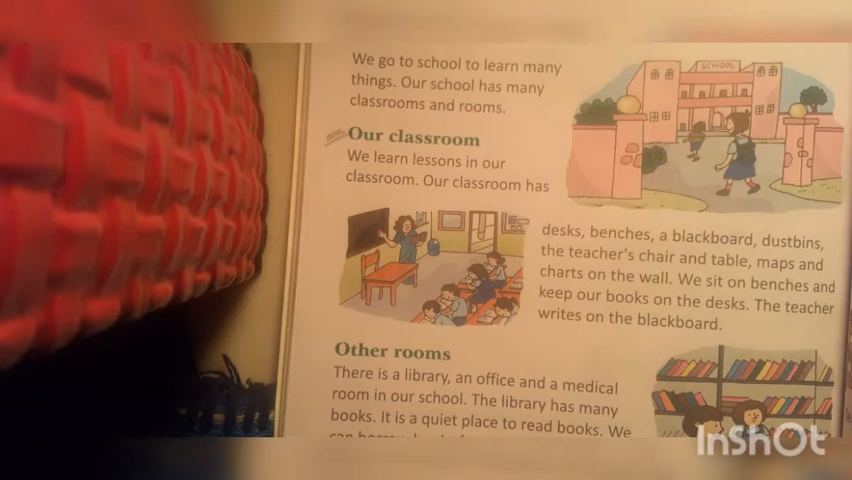 We go to school to learn many
things. Our school has many
classrooms and rooms.
SCHOOL
Our classroom
We learn lessons in our
classroom. Our classroom has
desks, benches, a blackboard, dustbins,
the teacher's chair and table, maps and
charts on the wall. We sit on benches and
keep our books on the desks. The teacher
writes on the blackboard.
Other rooms
There is a library, an office and a medical
room in our school. The library has many
books. It is a quiet place to read books. We
InShOt